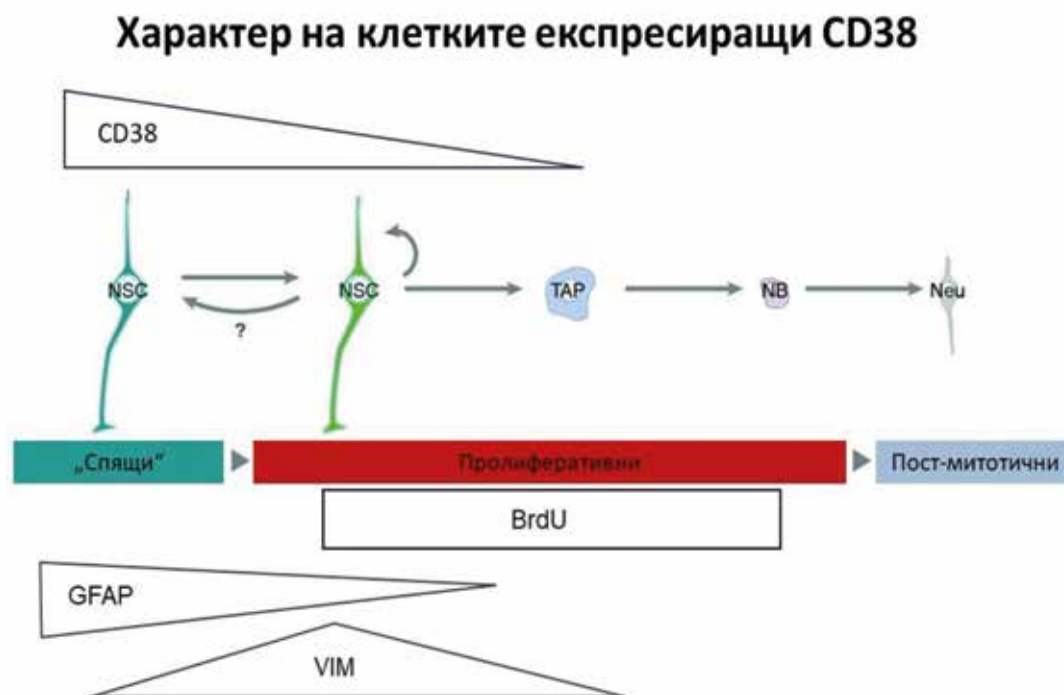 Характер на клетките експресиращи CD38
CD38
NSC
NSC
TAP
NB
Neu
?
„Спящи“
Пролиферативни
Пост-митотични
BrdU
GFAP
VIM